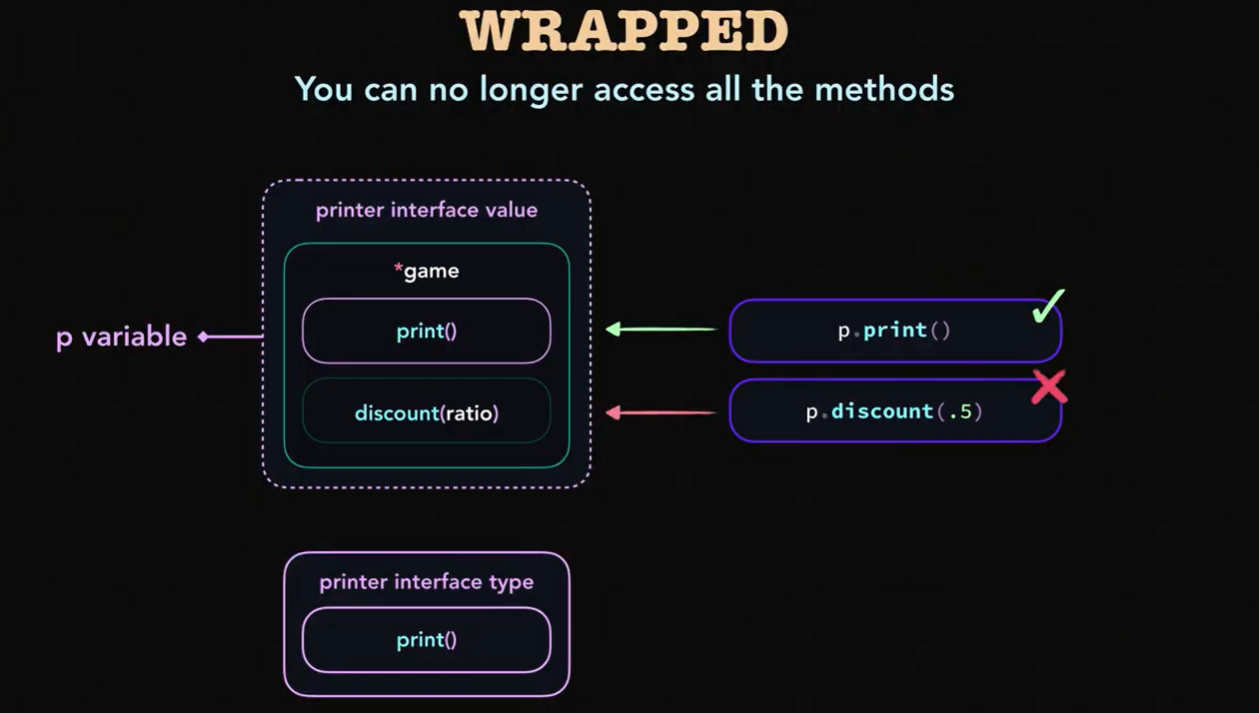 WRAPPED
You can no longer access all the methods
printer interface value
*game
print()
discount(ratio)
p variable
p.print()
p.discount(.5)
printer interface type
print()